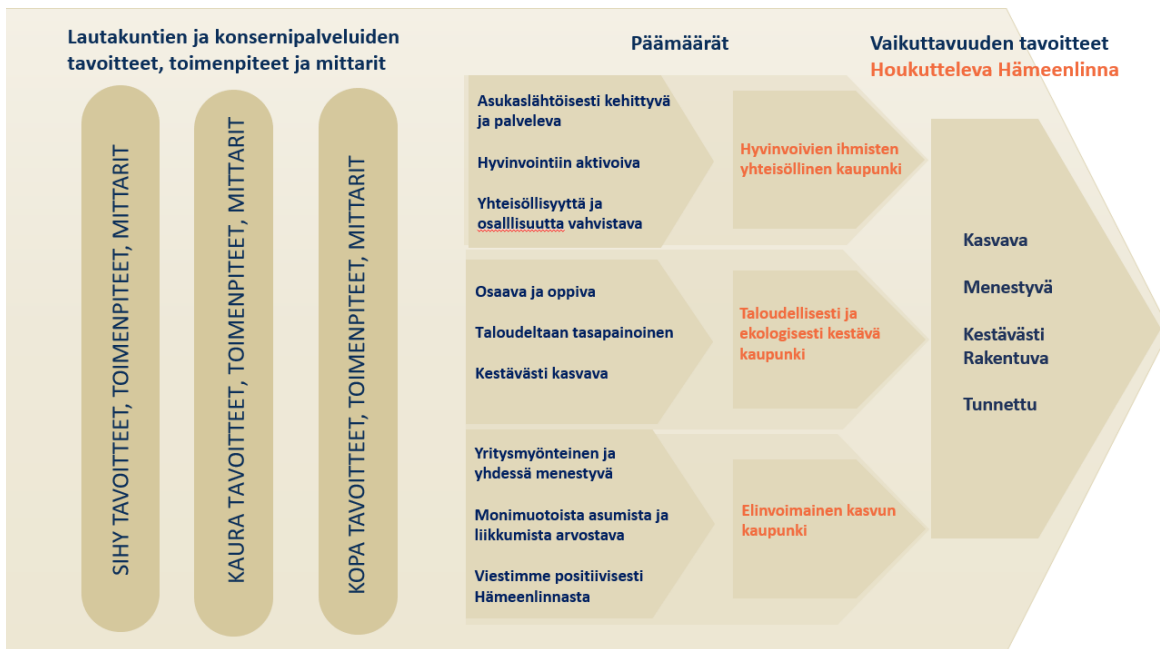 Lautakuntien ja konsernipalveluiden
tavoitteet, toimenpiteet ja mittarit
SIHY TAVOITTEET, TOIMENPITEET, MITTARIT
KAURA TAVOITTEET, TOIMENPITEET, MITTARIT
KOPA TAVOITTEET, TOIMENPITEET, MITTARIT
Päämäärät
Asukaslähtöisesti kehittyvä
ja palveleva
Hyvinvointiin aktivoiva
Yhteisöllisyyttä ja
osalllisuutta vahvistava
Hyvinvoivien ihmisten
yhteisöllinen kaupunki
Osaava ja oppiva
Taloudeltaan tasapainoinen
Kestävästi kasvava
Taloudellisesti ja
ekologisesti kestävä
kaupunki
Yritysmyönteinen ja
yhdessä menestyvä
Monimuotoista asumista ja
liikkumista arvostava
Viestimme positiivisesti
Hämeenlinnasta
Elinvoimainen kasvun
kaupunki
Vaikuttavuuden tavoitteet
Houkutteleva Hämeenlinna
Kasvava
Menestyvä
Kestävästi
Rakentuva
Tunnettu